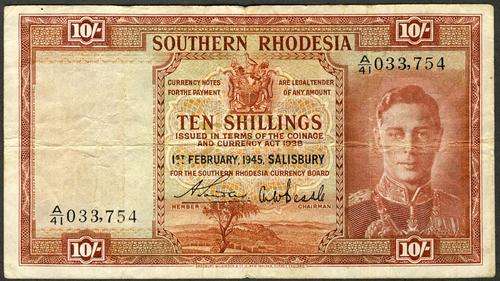 10/- 10/-
SOUTHERN RHODESIA
A/41 033,754
CURRENCY NOTES ARE LEGAL TENDER
FOR THE PAYMENT OF ANY AMOUNT
TEN SHILLINGS
ISSUED IN TERMS OF THE COINAGE
AND CURRENCY ACT 1938
1ST FEBRUARY, 1945, SALISBURY
FOR THE SOUTHERN RHODESIA CURRENCY BOARD
A/41 033,754
MEMBER CHAIRMAN
10/- 10/-